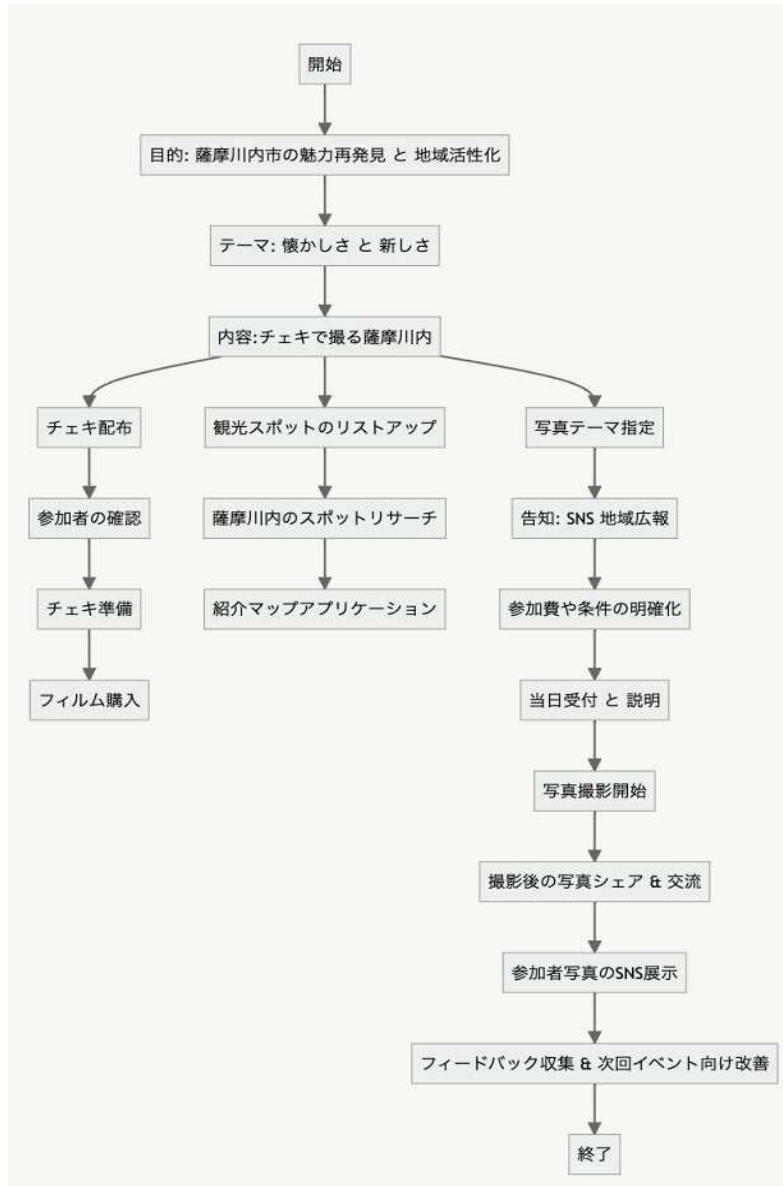 開始
目的: 薩摩川内市の魅力再発見 と 地域活性化
テーマ: 懐かしさ と 新しさ
内容:チェキで撮る薩摩川内
チェキ配布
観光スポットのリストアップ
写真テーマ指定
参加者の確認
薩摩川内のスポットリサーチ
告知: SNS 地域広報
チェキ準備
紹介マップアプリケーション
参加費や条件の明確化
フィルム購入
当日受付 と 説明
写真撮影開始
撮影後の写真シェア & 交流
参加者写真のSNS展示
フィードバック収集 & 次回イベント向け改善
終了